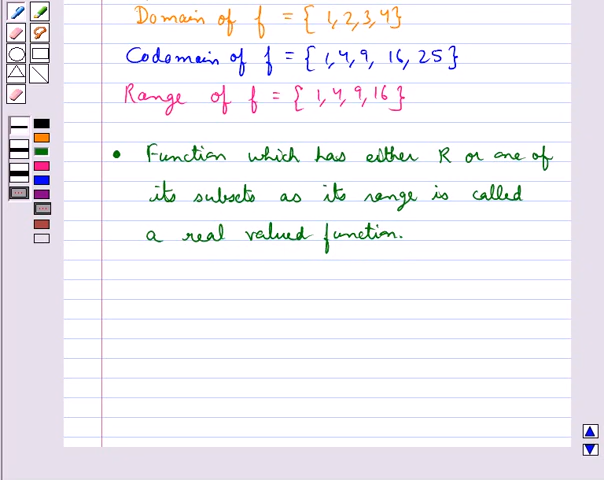 Domain of f = { 1, 2, 3, 4}
Codomain of f = { 1, 4, 9, 16, 25 }
Range of f = { 1, 4, 9, 16 }
• Function which has either R or one of
its subsets as its range is called
a real valued function.